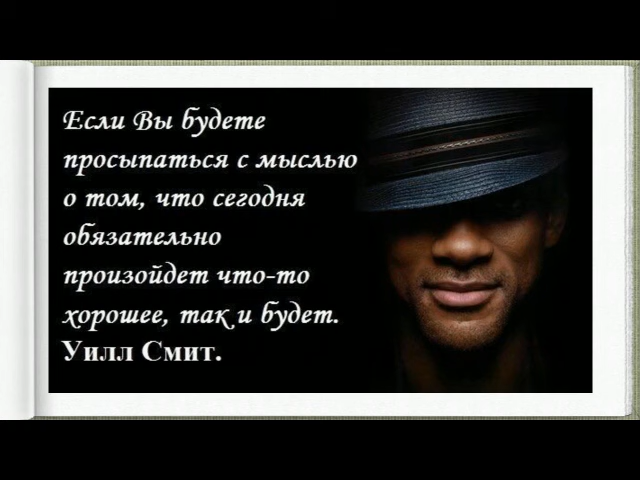 Если Вы будете
просыпаться с мыслью
о том, что сегодня
обязательно
произойдет что-то
хорошее, так и будет.
Уилл Смит.